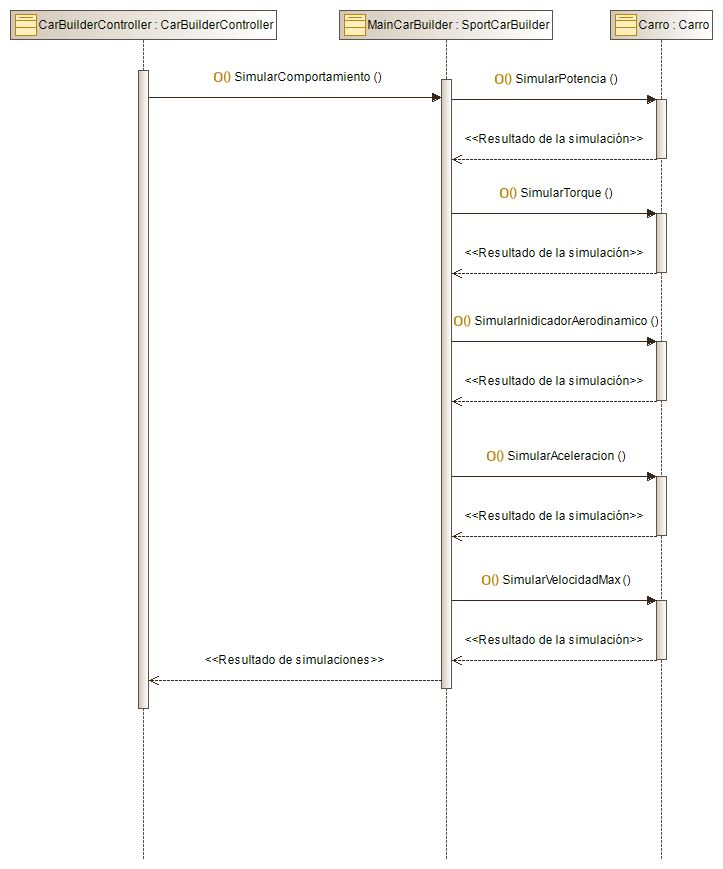 CarBuilderController : CarBuilderController
MainCarBuilder : SportCarBuilder
Carro : Carro
O() SimularComportamiento ()
O() SimularPotencia ()
<<Resultado de la simulación>>
O() SimularTorque ()
<<Resultado de la simulación>>
O() SimularInidicadorAerodinamico ()
<<Resultado de la simulación>>
O() SimularAceleracion ()
<<Resultado de la simulación>>
O() SimularVelocidadMax ()
<<Resultado de la simulación>>
<<Resultado de simulaciones>>